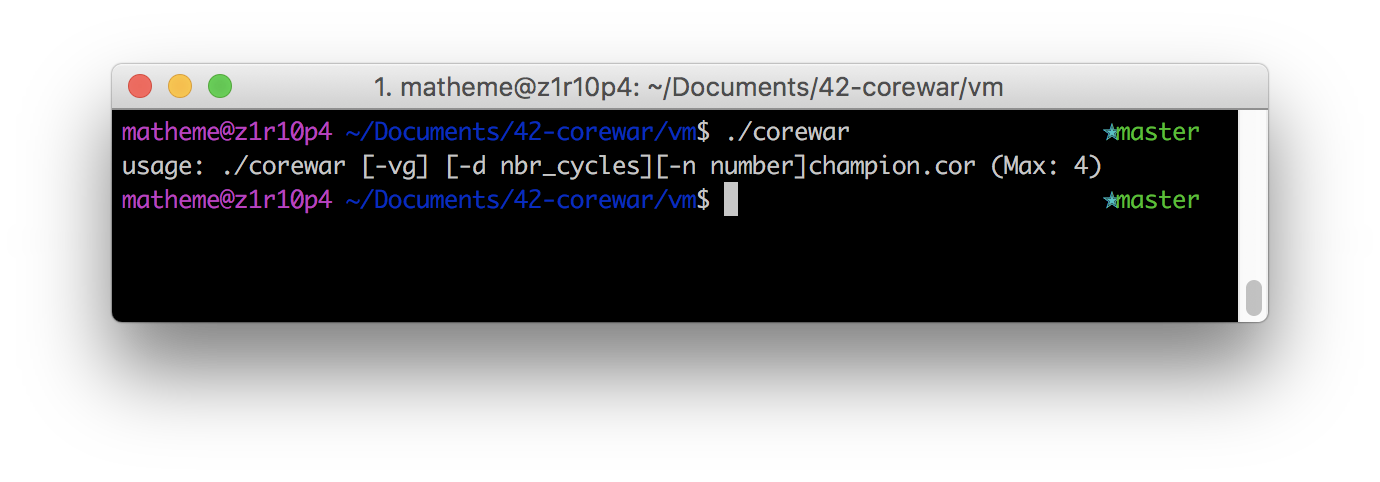 1. matheme@z1r10p4: ~/Documents/42-corewar/vm
matheme@z1r10p4 ~/Documents/42-corewar/vm$ ./corewar ★master
usage: ./corewar [-vg] [-d nbr_cycles][-n number]champion.cor (Max: 4)
matheme@z1r10p4 ~/Documents/42-corewar/vm$ ★master